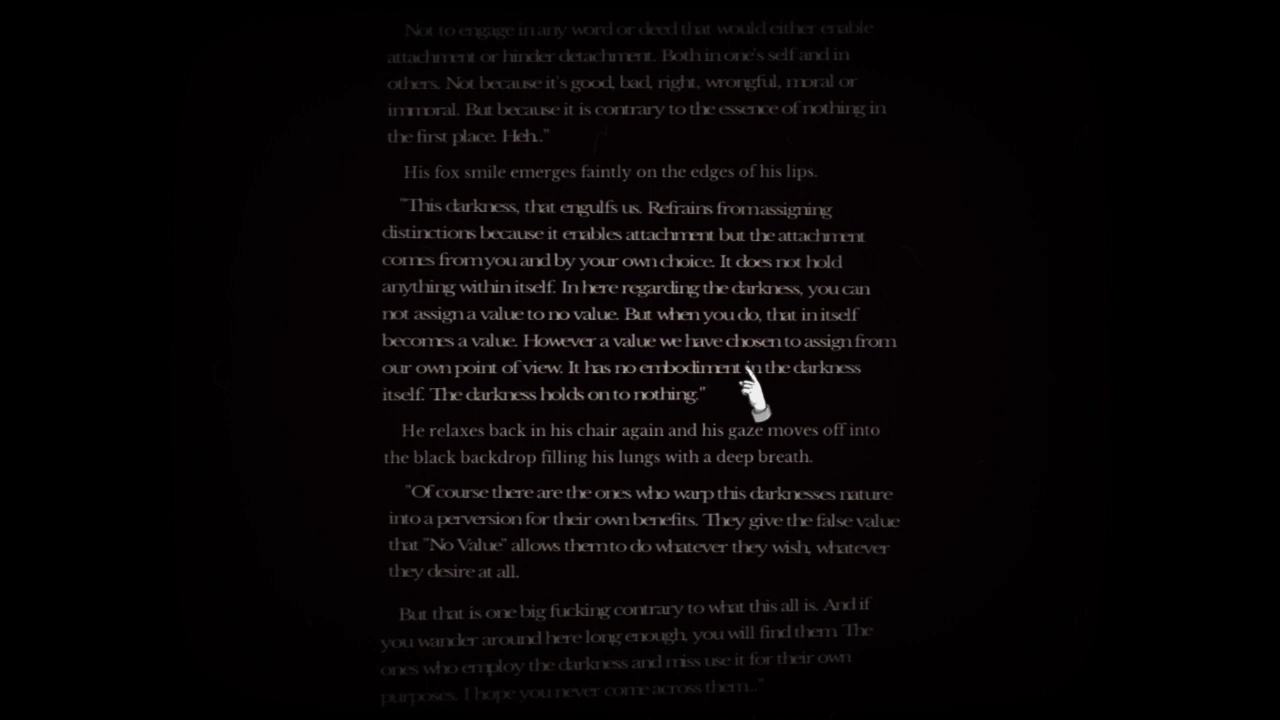 Not to engage in any word or deed that would either enable
attachment or hinder detachment. Both in one's self and in
others. Not because it's good, bad, right, wrongful, moral or
immoral. But because it is contrary to the essence of nothing in
the first place. Heh.."
His fox smile emerges faintly on the edges of his lips.
"This darkness, that engulfs us. Refrains from assigning
distinctions because it enables attachment but the attachment
comes from you and by your own choice. It does not hold
anything within itself. In here regarding the darkness, you can
not assign a value to no value. But when you do, that in itself
becomes a value. However a value we have chosen to assign from
our own point of view. It has no embodiment in the darkness
itself. The darkness holds on to nothing."
He relaxes back in his chair again and his gaze moves off into
the black backdrop filling his lungs with a deep breath.
"Of course there are the ones who warp this darknesses nature
into a perversion for their own benefits. They give the false value
that "No Value" allows them to do whatever they wish, whatever
they desire at all.
But that is one big fucking contrary to what this all is. And if
you wander around here long enough, you will find them. The
ones who employ the darkness and miss use it for their own
purposes. I hope you never come across them.."